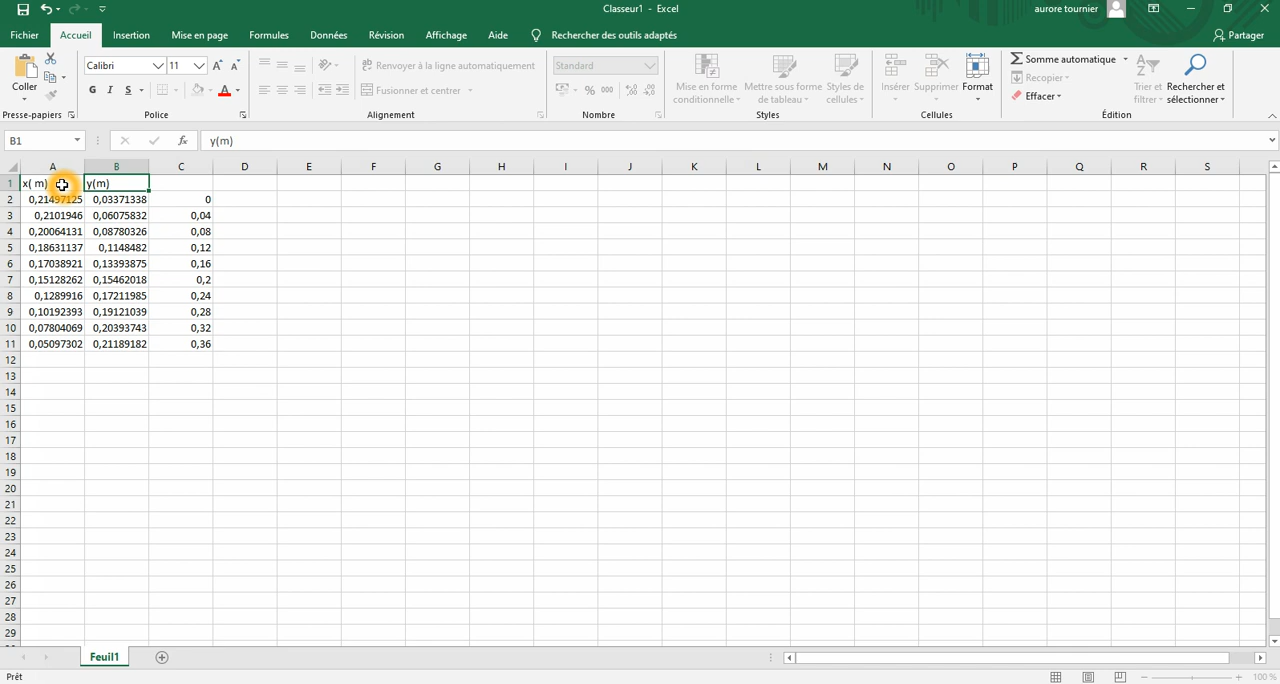 Classeur1 - Excel
aurore tournier
Fichier Accueil Insertion Mise en page Formules Données Révision Affichage Aide Rechercher des outils adaptés Partager
Coller
Presse-papiers
Calibri 11
G I S A
Police
Renvoyer à la ligne automatiquement
Fusionner et centrer
Alignement
Standard
% 000
Nombre
Mise en forme conditionnelle
Mettre sous forme de tableau
Styles de cellules
Styles
Insérer Supprimer Format
Cellules
Somme automatique
Recopier
Effacer
Trier et filtrer
Rechercher et sélectionner
Édition
B1 fx y(m)
A B C D E F G H I J K L M N O P Q R S
1 x( m) y(m)
2 0,21497125 0,03371338 0
3 0,2101946 0,06075832 0,04
4 0,20064131 0,08780326 0,08
5 0,18631137 0,1148482 0,12
6 0,17038921 0,13393875 0,16
7 0,15128262 0,15462018 0,2
8 0,1289916 0,17211985 0,24
9 0,10192393 0,19121039 0,28
10 0,07804069 0,20393743 0,32
11 0,05097302 0,21189182 0,36
12
13
14
15
16
17
18
19
20
21
22
23
24
25
26
27
28
29
Feuil1
Prêt
100 %